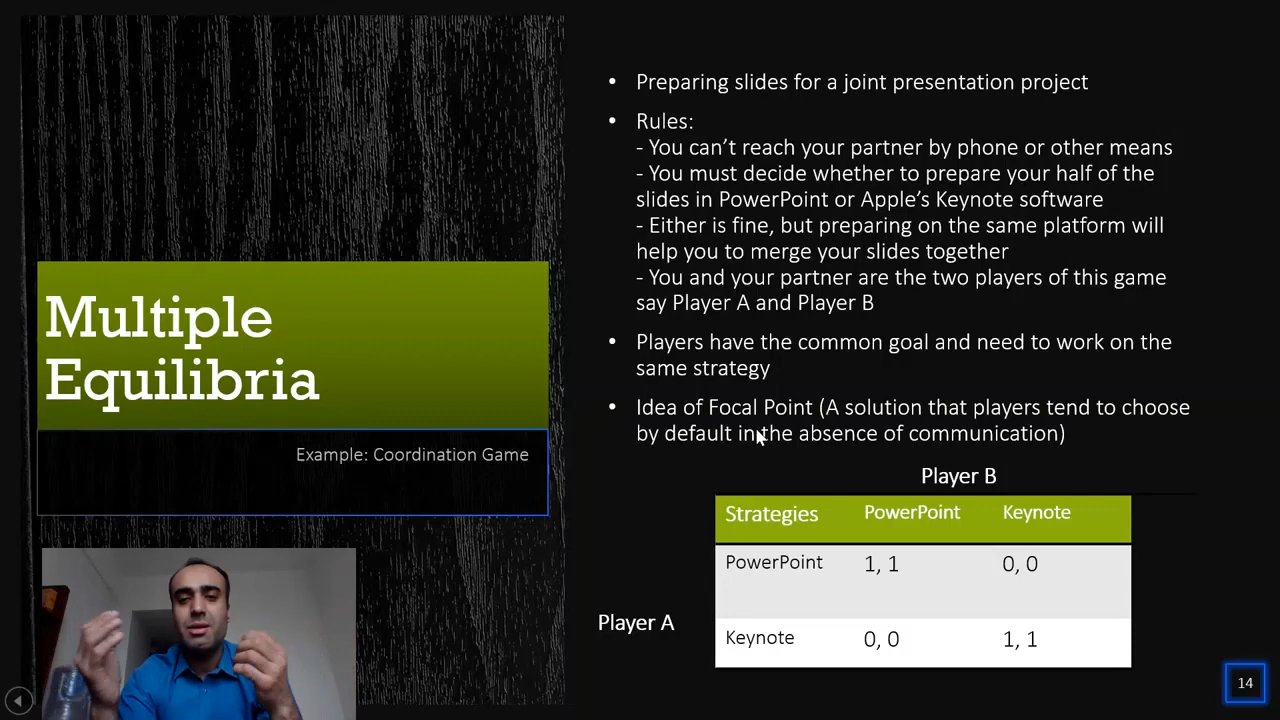 Multiple
Equilibria
Example: Coordination Game
• Preparing slides for a joint presentation project
• Rules:
- You can't reach your partner by phone or other means
- You must decide whether to prepare your half of the
slides in PowerPoint or Apple's Keynote software
- Either is fine, but preparing on the same platform will
help you to merge your slides together
- You and your partner are the two players of this game
say Player A and Player B
• Players have the common goal and need to work on the
same strategy
• Idea of Focal Point (A solution that players tend to choose
by default in the absence of communication)
Player B
Strategies PowerPoint Keynote
PowerPoint 1, 1 0, 0
Player A
Keynote 0, 0 1, 1
14